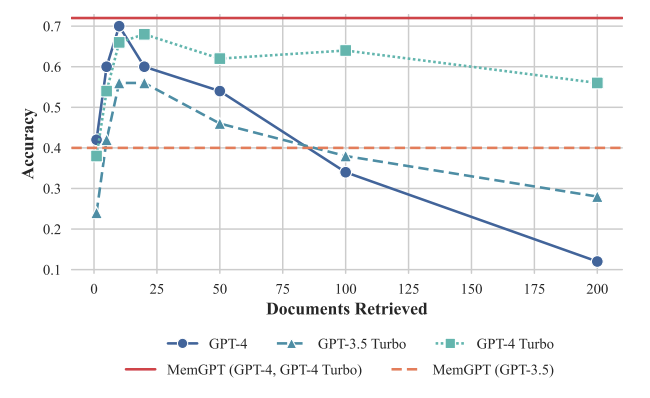 0.7
0.6
0.5
0.4
0.3
0.2
0.1
Accuracy
0 25 50 75 100 125 150 175 200
Documents Retrieved
GPT-4 GPT-3.5 Turbo GPT-4 Turbo
MemGPT (GPT-4, GPT-4 Turbo) MemGPT (GPT-3.5)